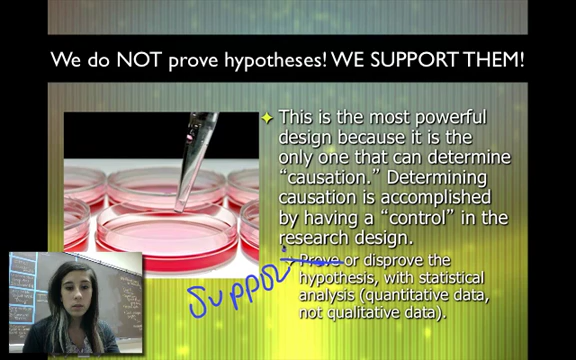 We do NOT prove hypotheses! WE SUPPORT THEM!
This is the most powerful
design because it is the
only one that can determine
“causation.” Determining
causation is accomplished
by having a “control” in the
research design.
Prove or disprove the
hypothesis, with statistical
analysis (quantitative data,
not qualitative data).
Support